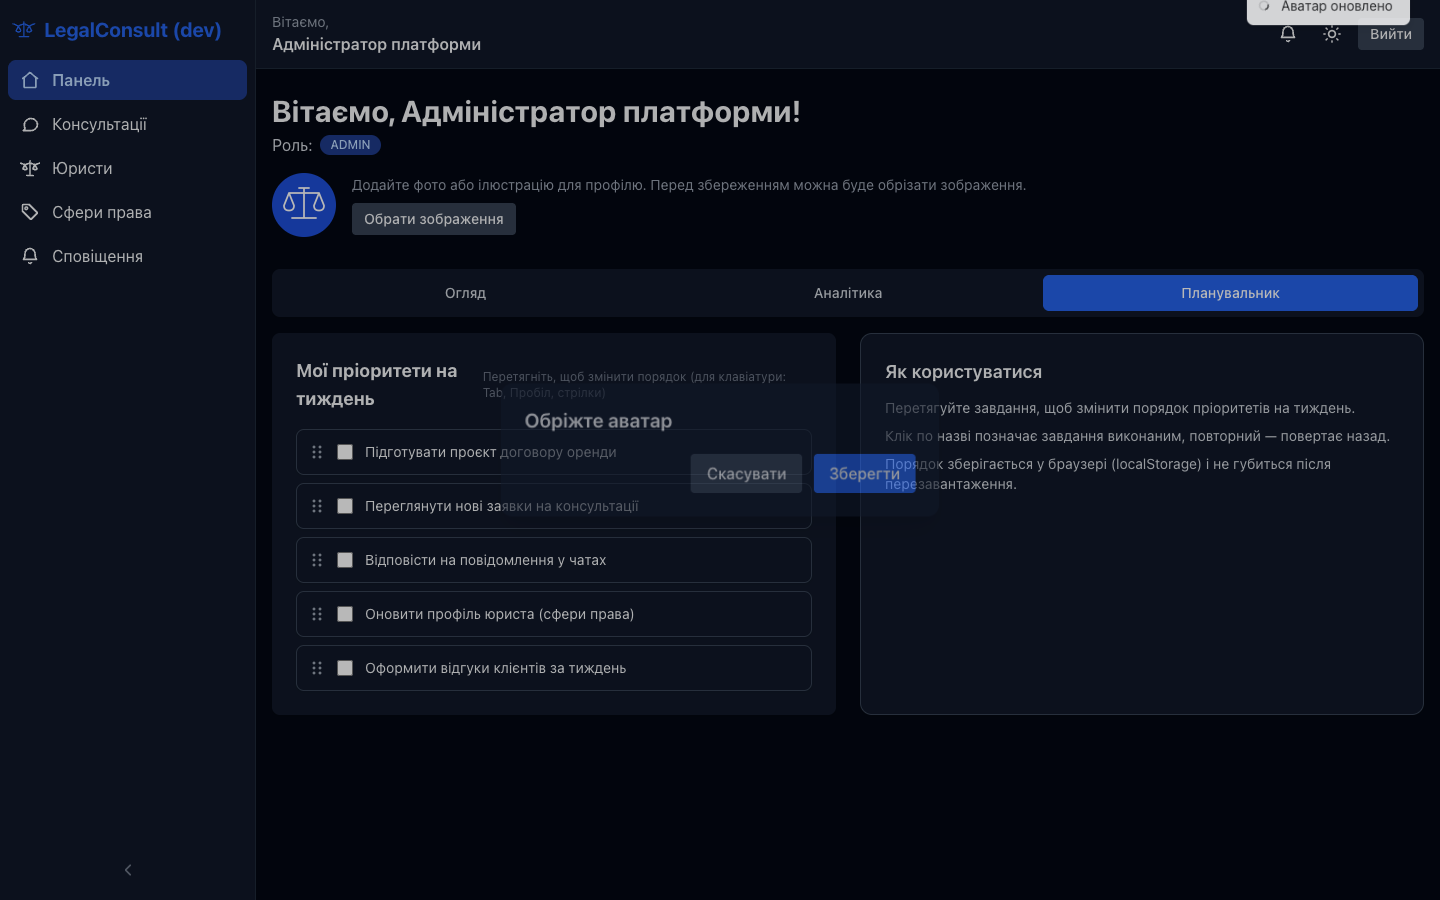 LegalConsult (dev)
Панель
Консультації
Юристи
Сфери права
Сповіщення
Вітаємо,
Адміністратор платформи
Аватар оновлено
Вийти
Вітаємо, Адміністратор платформи!
Роль: ADMIN
Додайте фото або ілюстрацію для профілю. Перед збереженням можна буде обрізати зображення.
Обрати зображення
Огляд
Аналітика
Планувальник
Мої пріоритети на
тиждень
Перетягніть, щоб змінити порядок (для клавіатури:
Tab, Пробіл, стрілки)
Підготувати проєкт договору оренди
Переглянути нові заявки на консультації
Відповісти на повідомлення у чатах
Оновити профіль юриста (сфери права)
Оформити відгуки клієнтів за тиждень
Обріжте аватар
Скасувати
Зберегти
Як користуватися
Перетягуйте завдання, щоб змінити порядок пріоритетів на тиждень.
Клік по назві позначає завдання виконаним, повторний — повертає назад.
Порядок зберігається у браузері (localStorage) і не губиться після
перезавантаження.